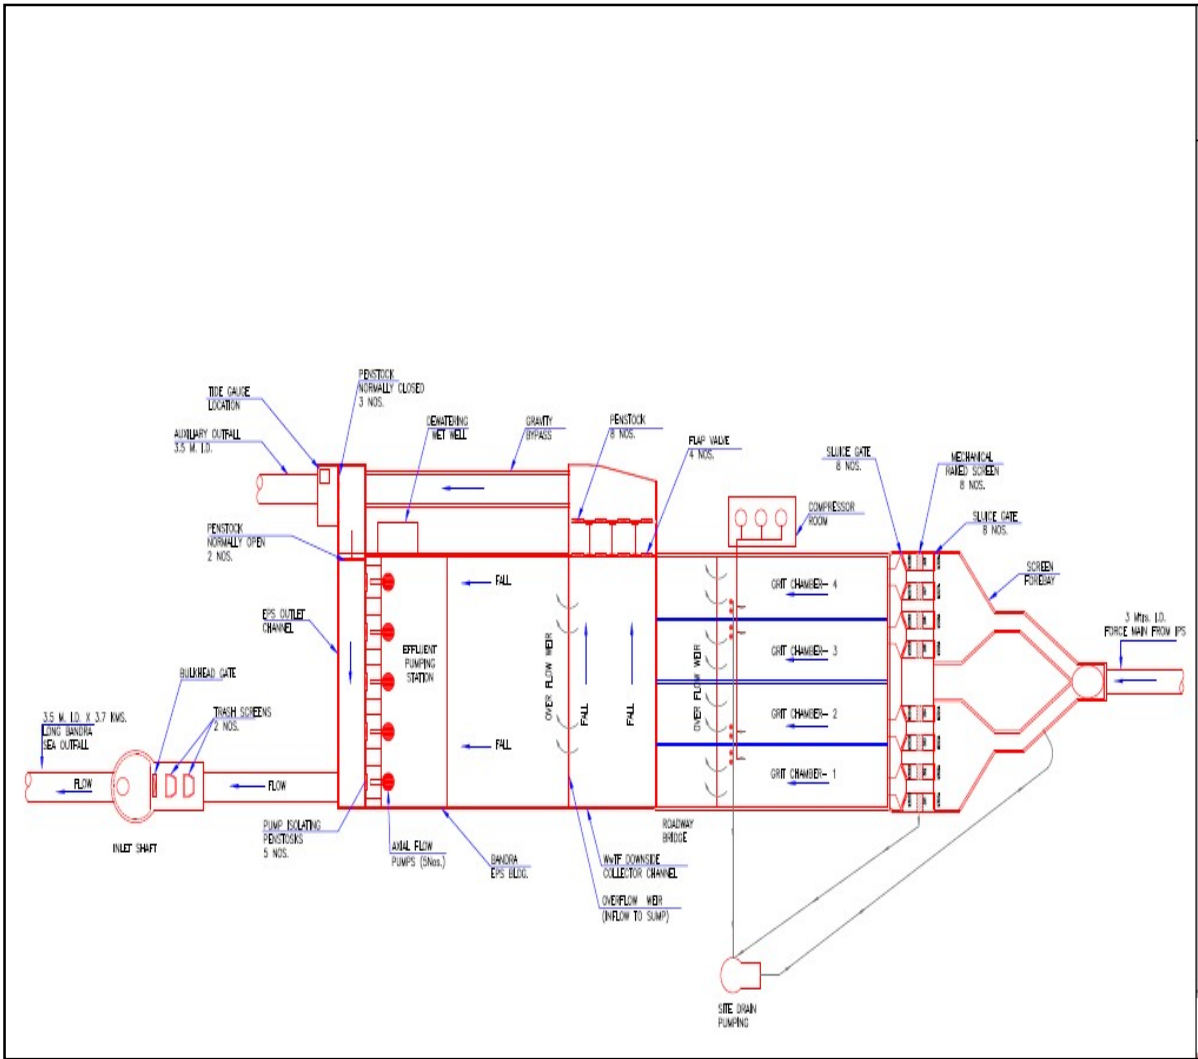 TIDE GAUGE
LOCATION
PENSTOCK
NORMALLY CLOSED
3 NOS.
AUXILIARY OUTFALL
3.5 M. I.D.
DEWATERING
WET WELL
GRAVITY
BYPASS
PENSTOCK
8 NOS.
FLAP VALVE
4 NOS.
SLUICE GATE
8 NOS.
MECHANICAL
RAKED SCREEN
8 NOS.
SLUICE GATE
8 NOS.
COMPRESSOR
ROOM
SCREEN
FOREBAY
PENSTOCK
NORMALLY OPEN
2 NOS.
FALL
GRIT CHAMBER- 4
EPS OUTLET
CHANNEL
3 Mtrs. I.D.
FORCE MAIN FROM IPS
EFFLUENT
PUMPING
STATION
OVER FLOW WEIR
FALL
FALL
OVER FLOW WEIR
GRIT CHAMBER- 3
BULKHEAD GATE
TRASH SCREENS
2 NOS.
3.5 M. I.D. X 3.7 KMS.
LONG BANDRA
SEA OUTFALL
GRIT CHAMBER- 2
FALL
GRIT CHAMBER- 1
FLOW
FLOW
INLET SHAFT
PUMP ISOLATING
PENSTOSKS
5 NOS.
AXIAL FLOW
PUMPS (5Nos.)
BANDRA
EPS BLDG.
WwTF DOWNSIDE
COLLECTOR CHANNEL
ROADWAY
BRIDGE
OVERFLOW WEIR
(INFLOW TO SUMP)
SITE DRAIN
PUMPING